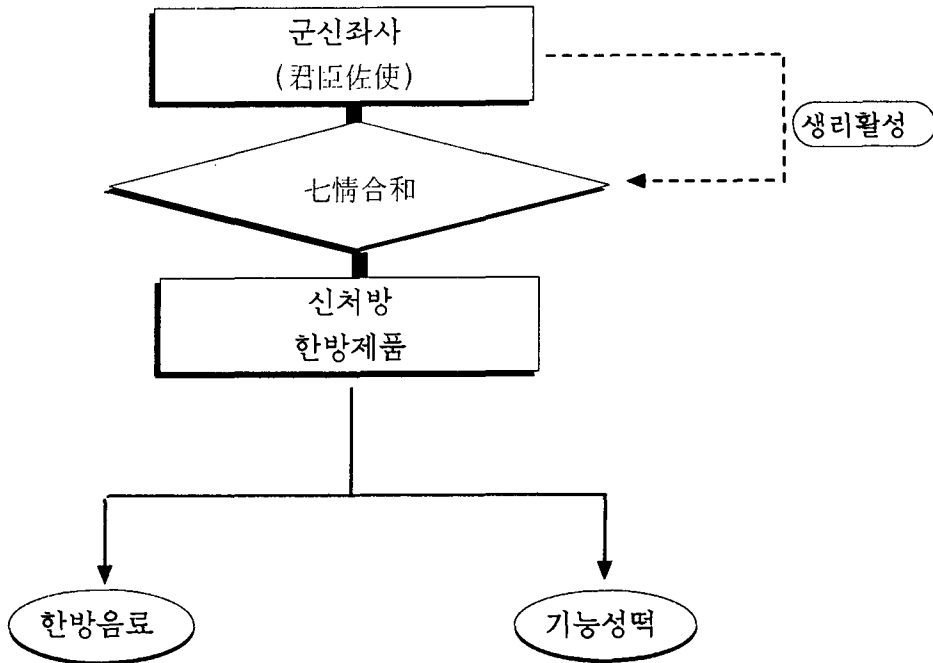 군신좌사
(君臣佐使)
생리활성
七情合和
신처방
한방제품
한방음료
기능성떡